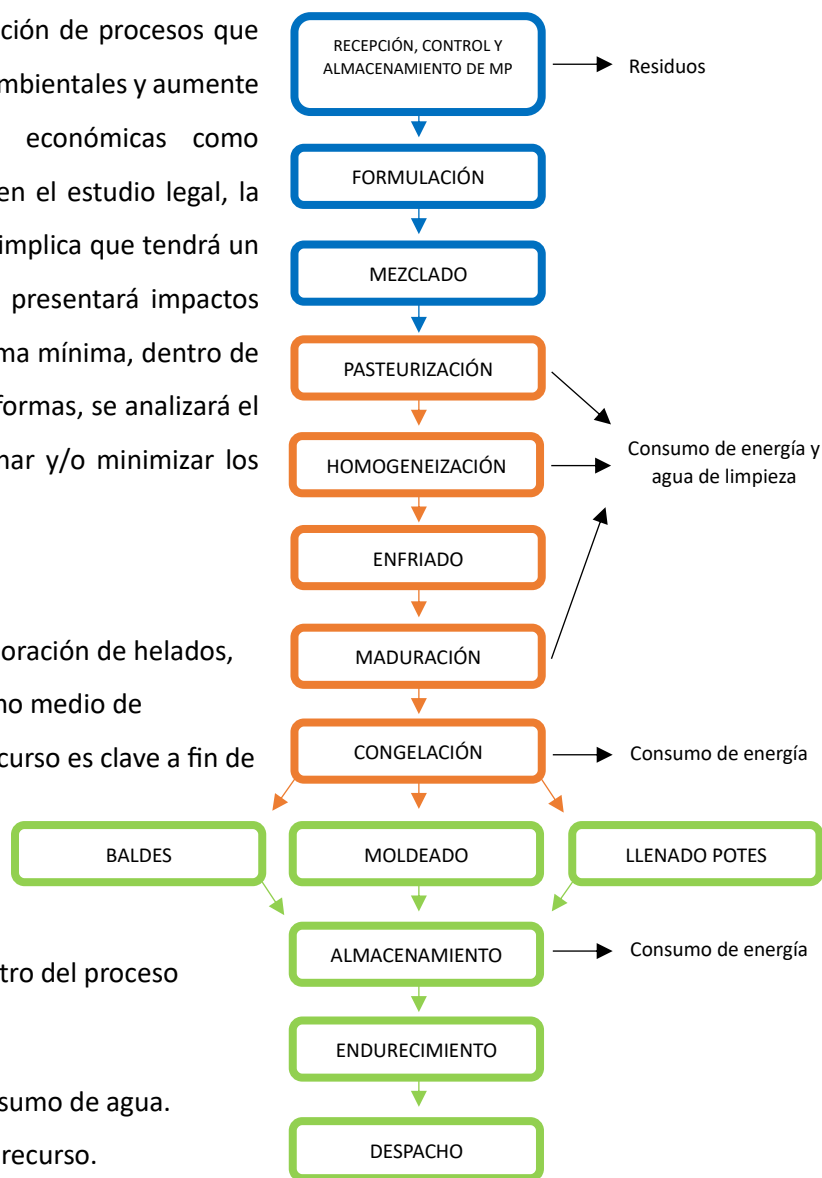 ción de procesos que
mbientales y aumente
económicas como
en el estudio legal, la
implica que tendrá un
presentará impactos
ma mínima, dentro de
formas, se analizará el
nar y/o minimizar los
oración de helados,
no medio de
curso es clave a fin de
tro del proceso
sumo de agua.
recurso.
RECEPCIÓN, CONTROL Y
ALMACENAMIENTO DE MP
Residuos
FORMULACIÓN
MEZCLADO
PASTEURIZACIÓN
HOMOGENEIZACIÓN
Consumo de energía y
agua de limpieza
ENFRIADO
MADURACIÓN
CONGELACIÓN
Consumo de energía
BALDES
MOLDEADO
LLENADO POTES
ALMACENAMIENTO
Consumo de energía
ENDURECIMIENTO
DESPACHO